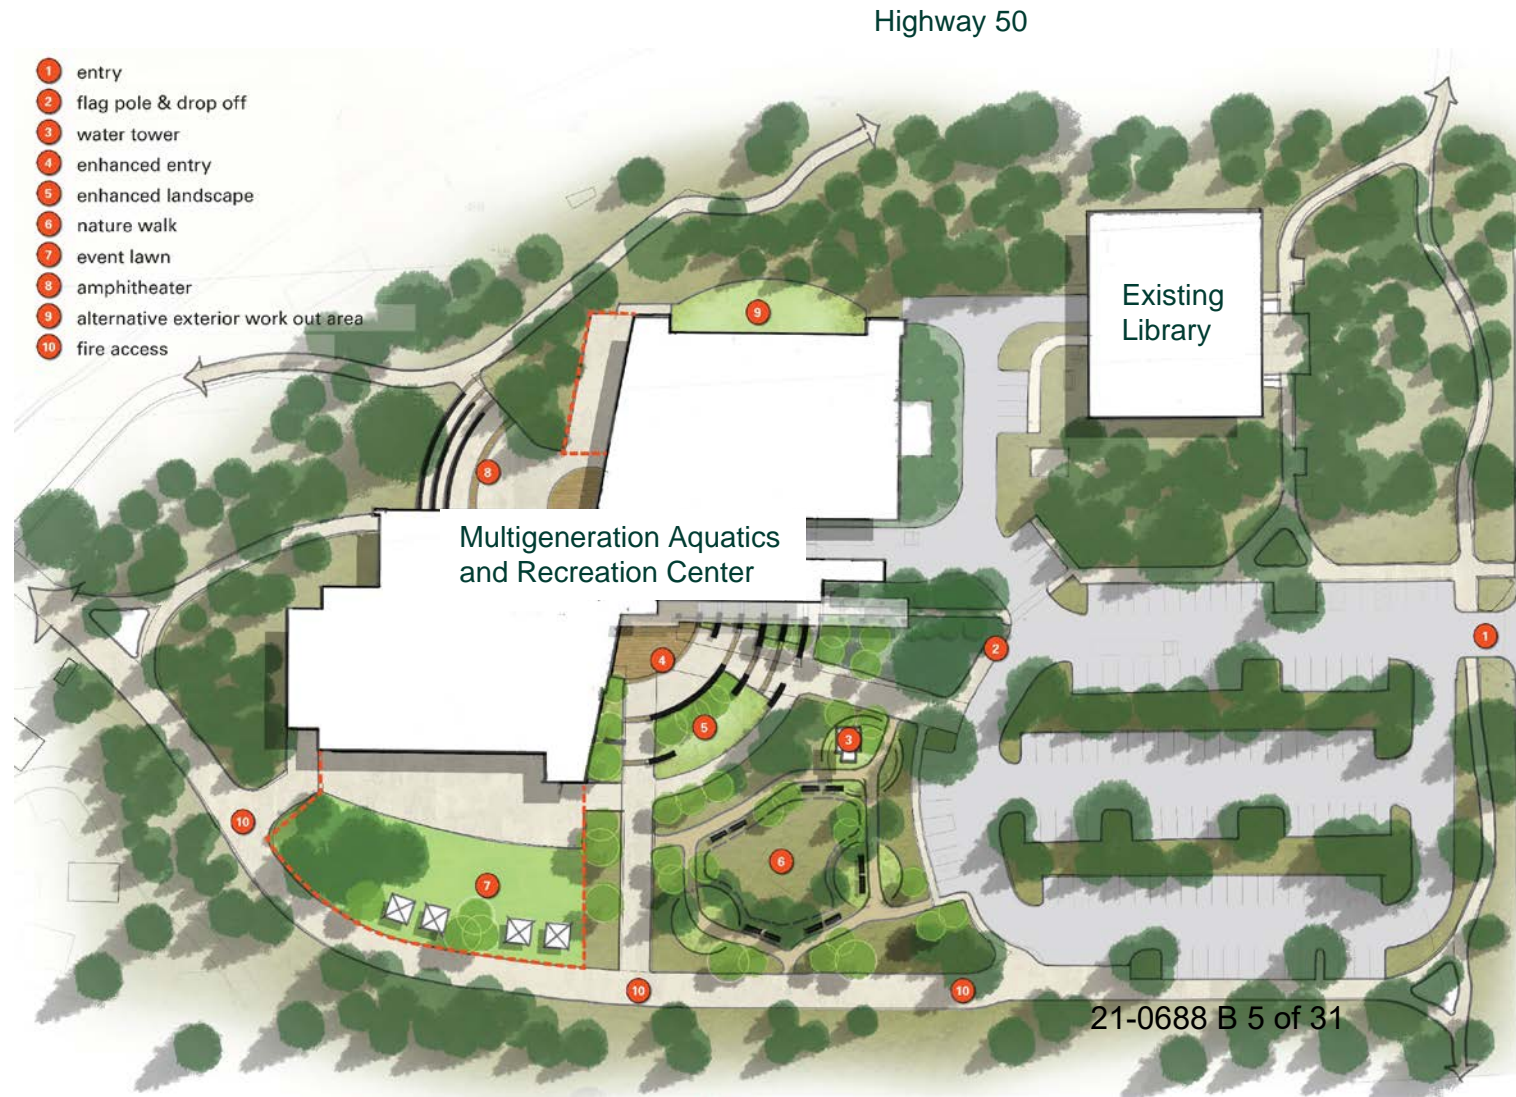 Highway 50
1 entry
2 flag pole & drop off
3 water tower
4 enhanced entry
5 enhanced landscape
6 nature walk
7 event lawn
8 amphitheater
9 alternative exterior work out area
10 fire access
Existing
Library
9
8
Multigeneration Aquatics
and Recreation Center
1
2
4
5
3
10
6
7
10
10
21-0688 B 5 of 31